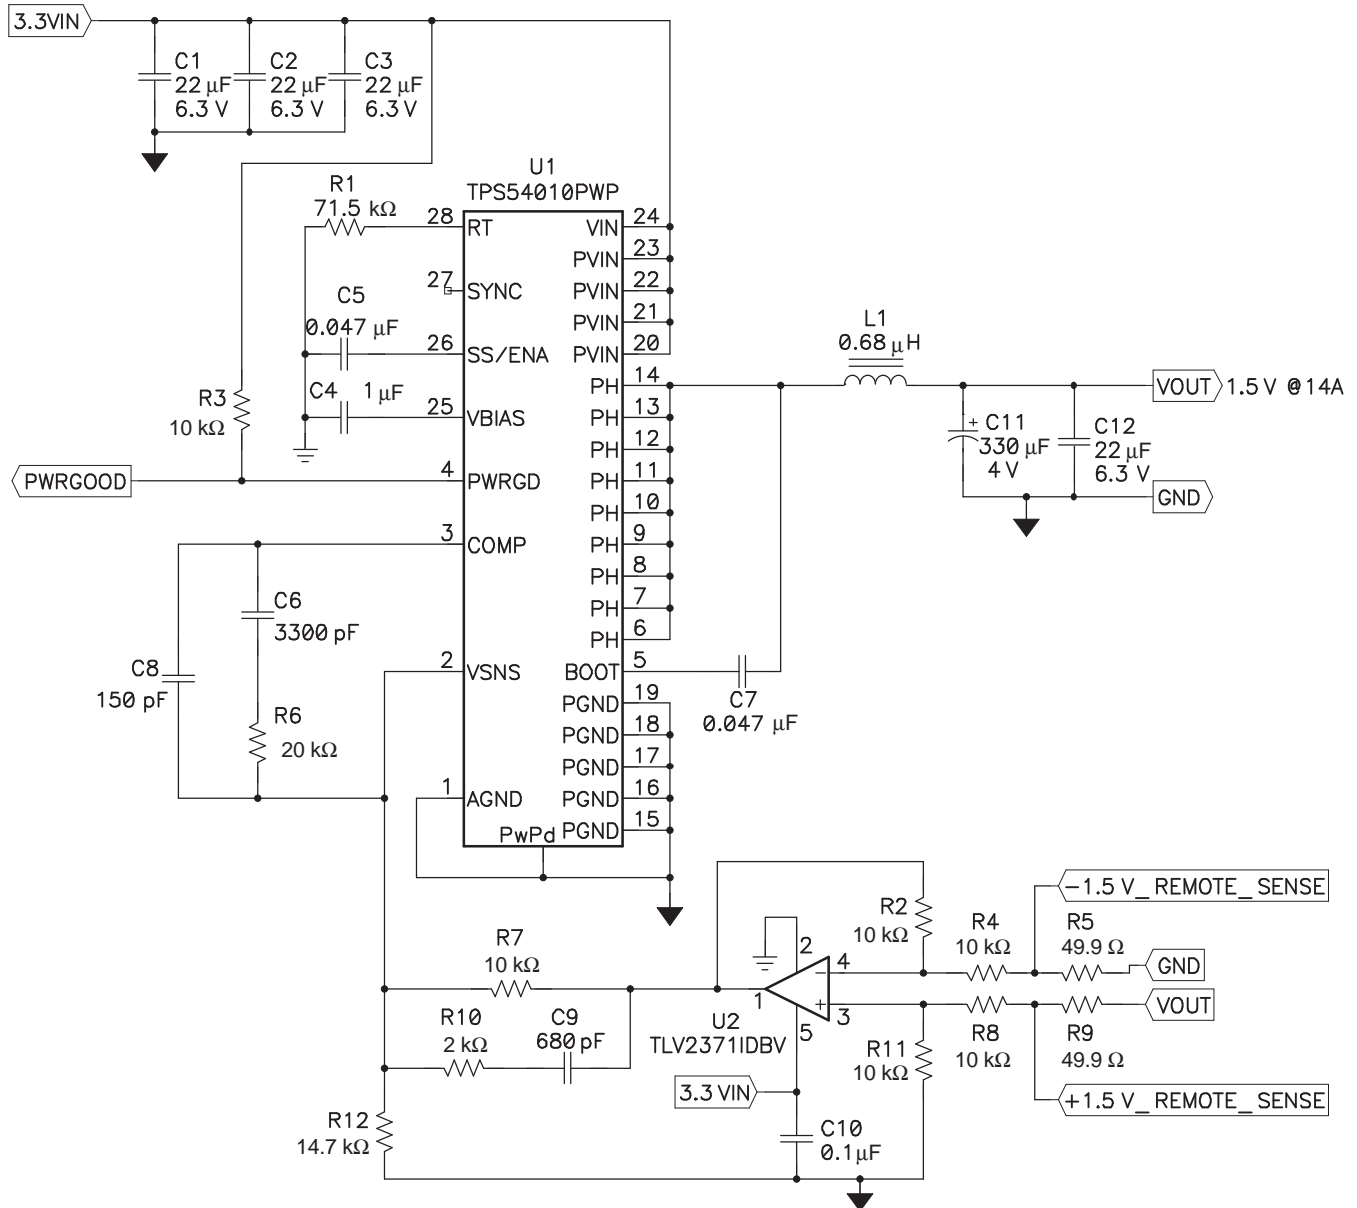 3.3VIN
C1
22 µF
6.3 V
C2
22 µF
6.3 V
C3
22 µF
6.3 V
U1
TPS54010PWP
R1
71.5 kΩ
28
RT
VIN
24
PVIN
23
27
SYNC
PVIN
22
C5
0.047 µF
PVIN
21
26
SS/ENA
PVIN
20
L1
0.68 µH
PH
14
VOUT
1.5 V @14A
R3
10 kΩ
C4
1 µF
25
VBIAS
PH
13
C11
330 µF
4 V
C12
22 µF
6.3 V
PH
12
PWRGOOD
4
PWRGD
PH
11
GND
PH
10
3
COMP
PH
9
PH
8
C6
3300 pF
PH
7
PH
6
C8
150 pF
2
VSNS
BOOT
5
C7
0.047 µF
PGND
19
R6
20 kΩ
PGND
18
PGND
17
1
AGND
PGND
16
PwPd
PGND
15
R2
10 kΩ
-1.5 V_REMOTE_SENSE
R4
10 kΩ
R5
49.9 Ω
GND
R7
10 kΩ
2
4
−
1
+
3
5
VOUT
U2
TLV2371IDBV
R10
2 kΩ
C9
680 pF
R11
10 kΩ
R8
10 kΩ
R9
49.9 Ω
3.3 VIN
+1.5 V_REMOTE_SENSE
R12
14.7 kΩ
C10
0.1µF
+